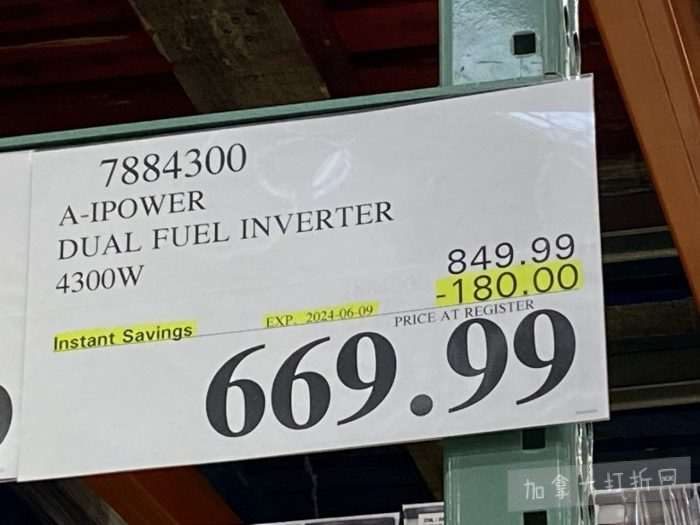 7884300
A-IPOWER
DUAL FUEL INVERTER
4300W
849.99
-180.00
Instant Savings
EXP. 2024-06-09
PRICE AT REGISTER
669.99
加拿大打折网